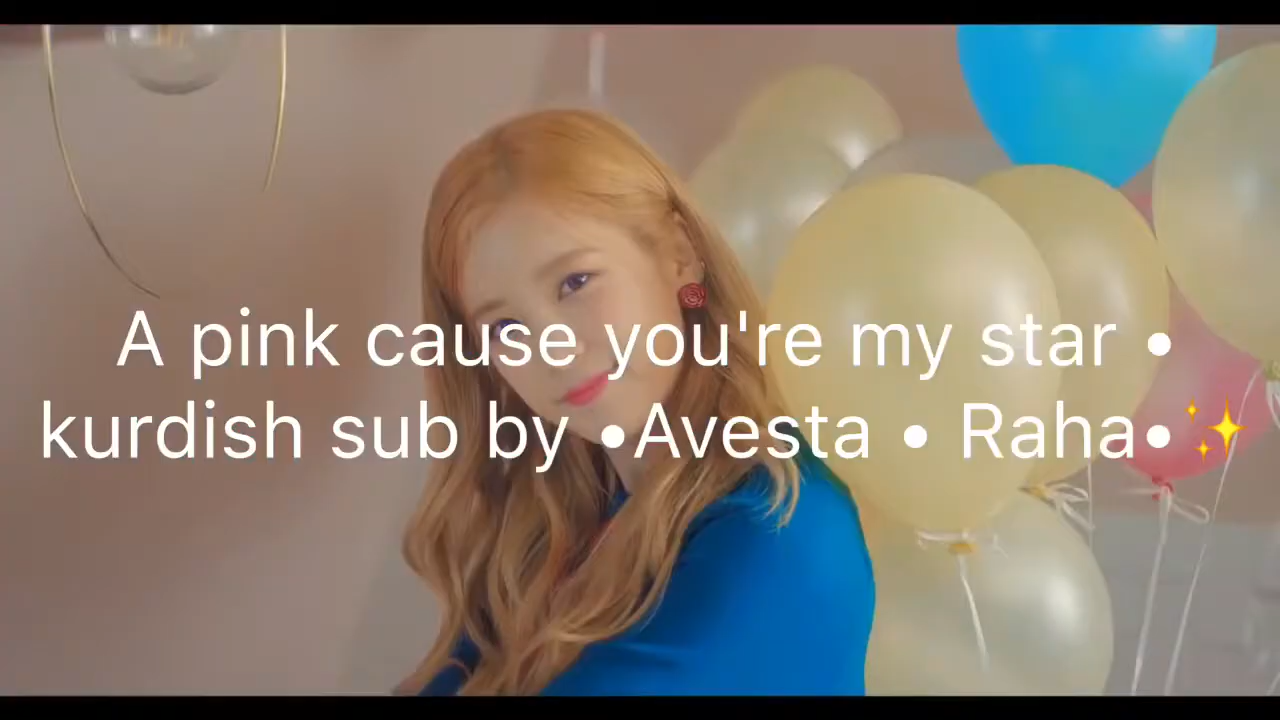 A pink cause you're my star •
kurdish sub by •Avesta • Raha•✨